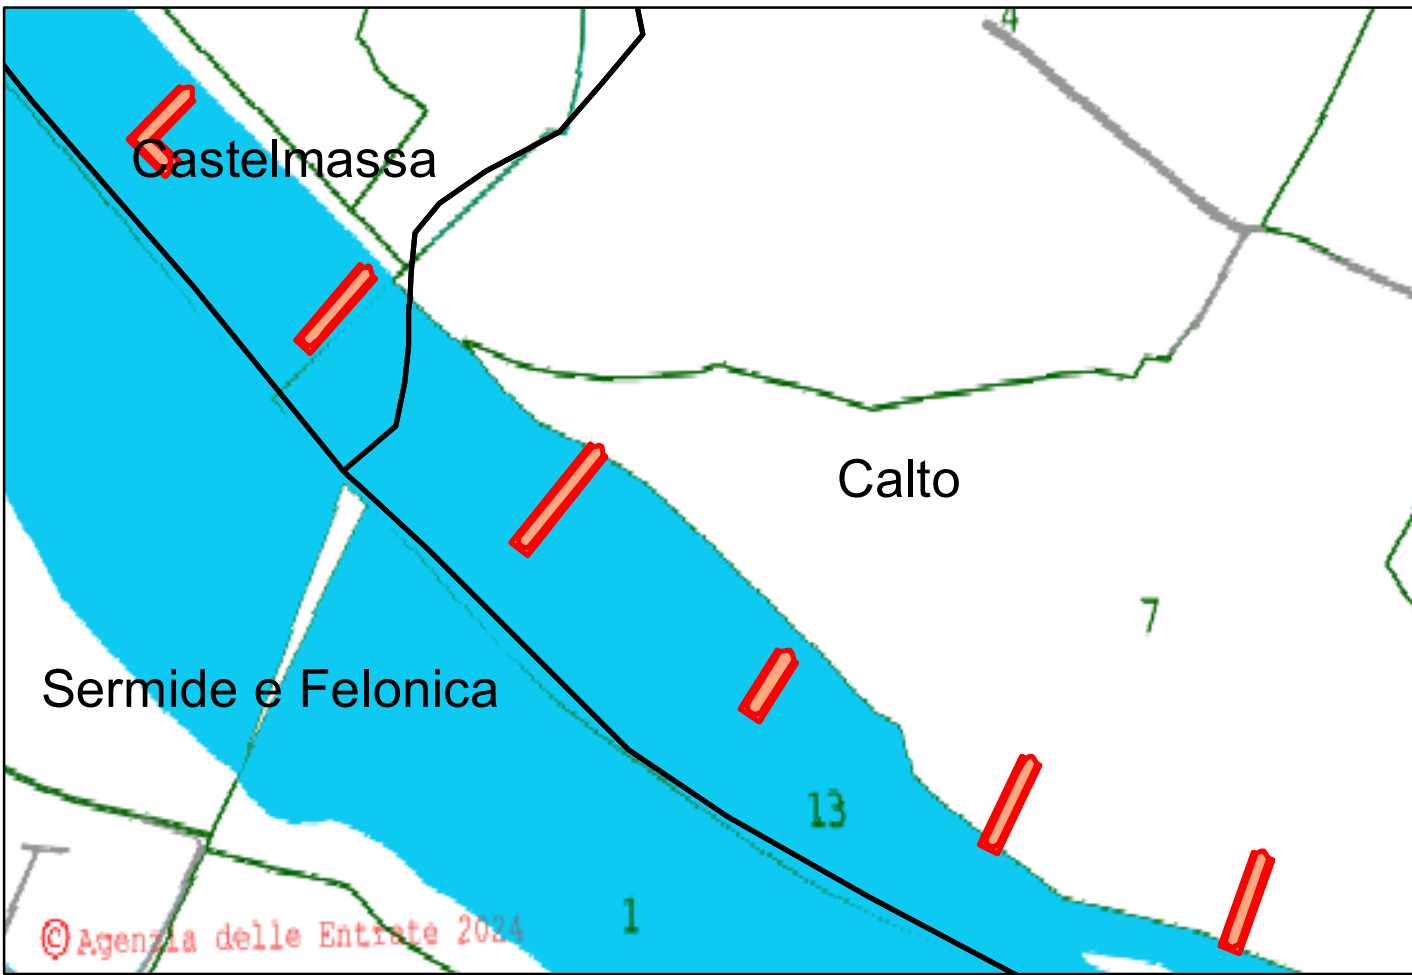 4
Castelmassa
Calto
7
Sermide e Felonica
13
1
© Agenzia delle Entrate 2024